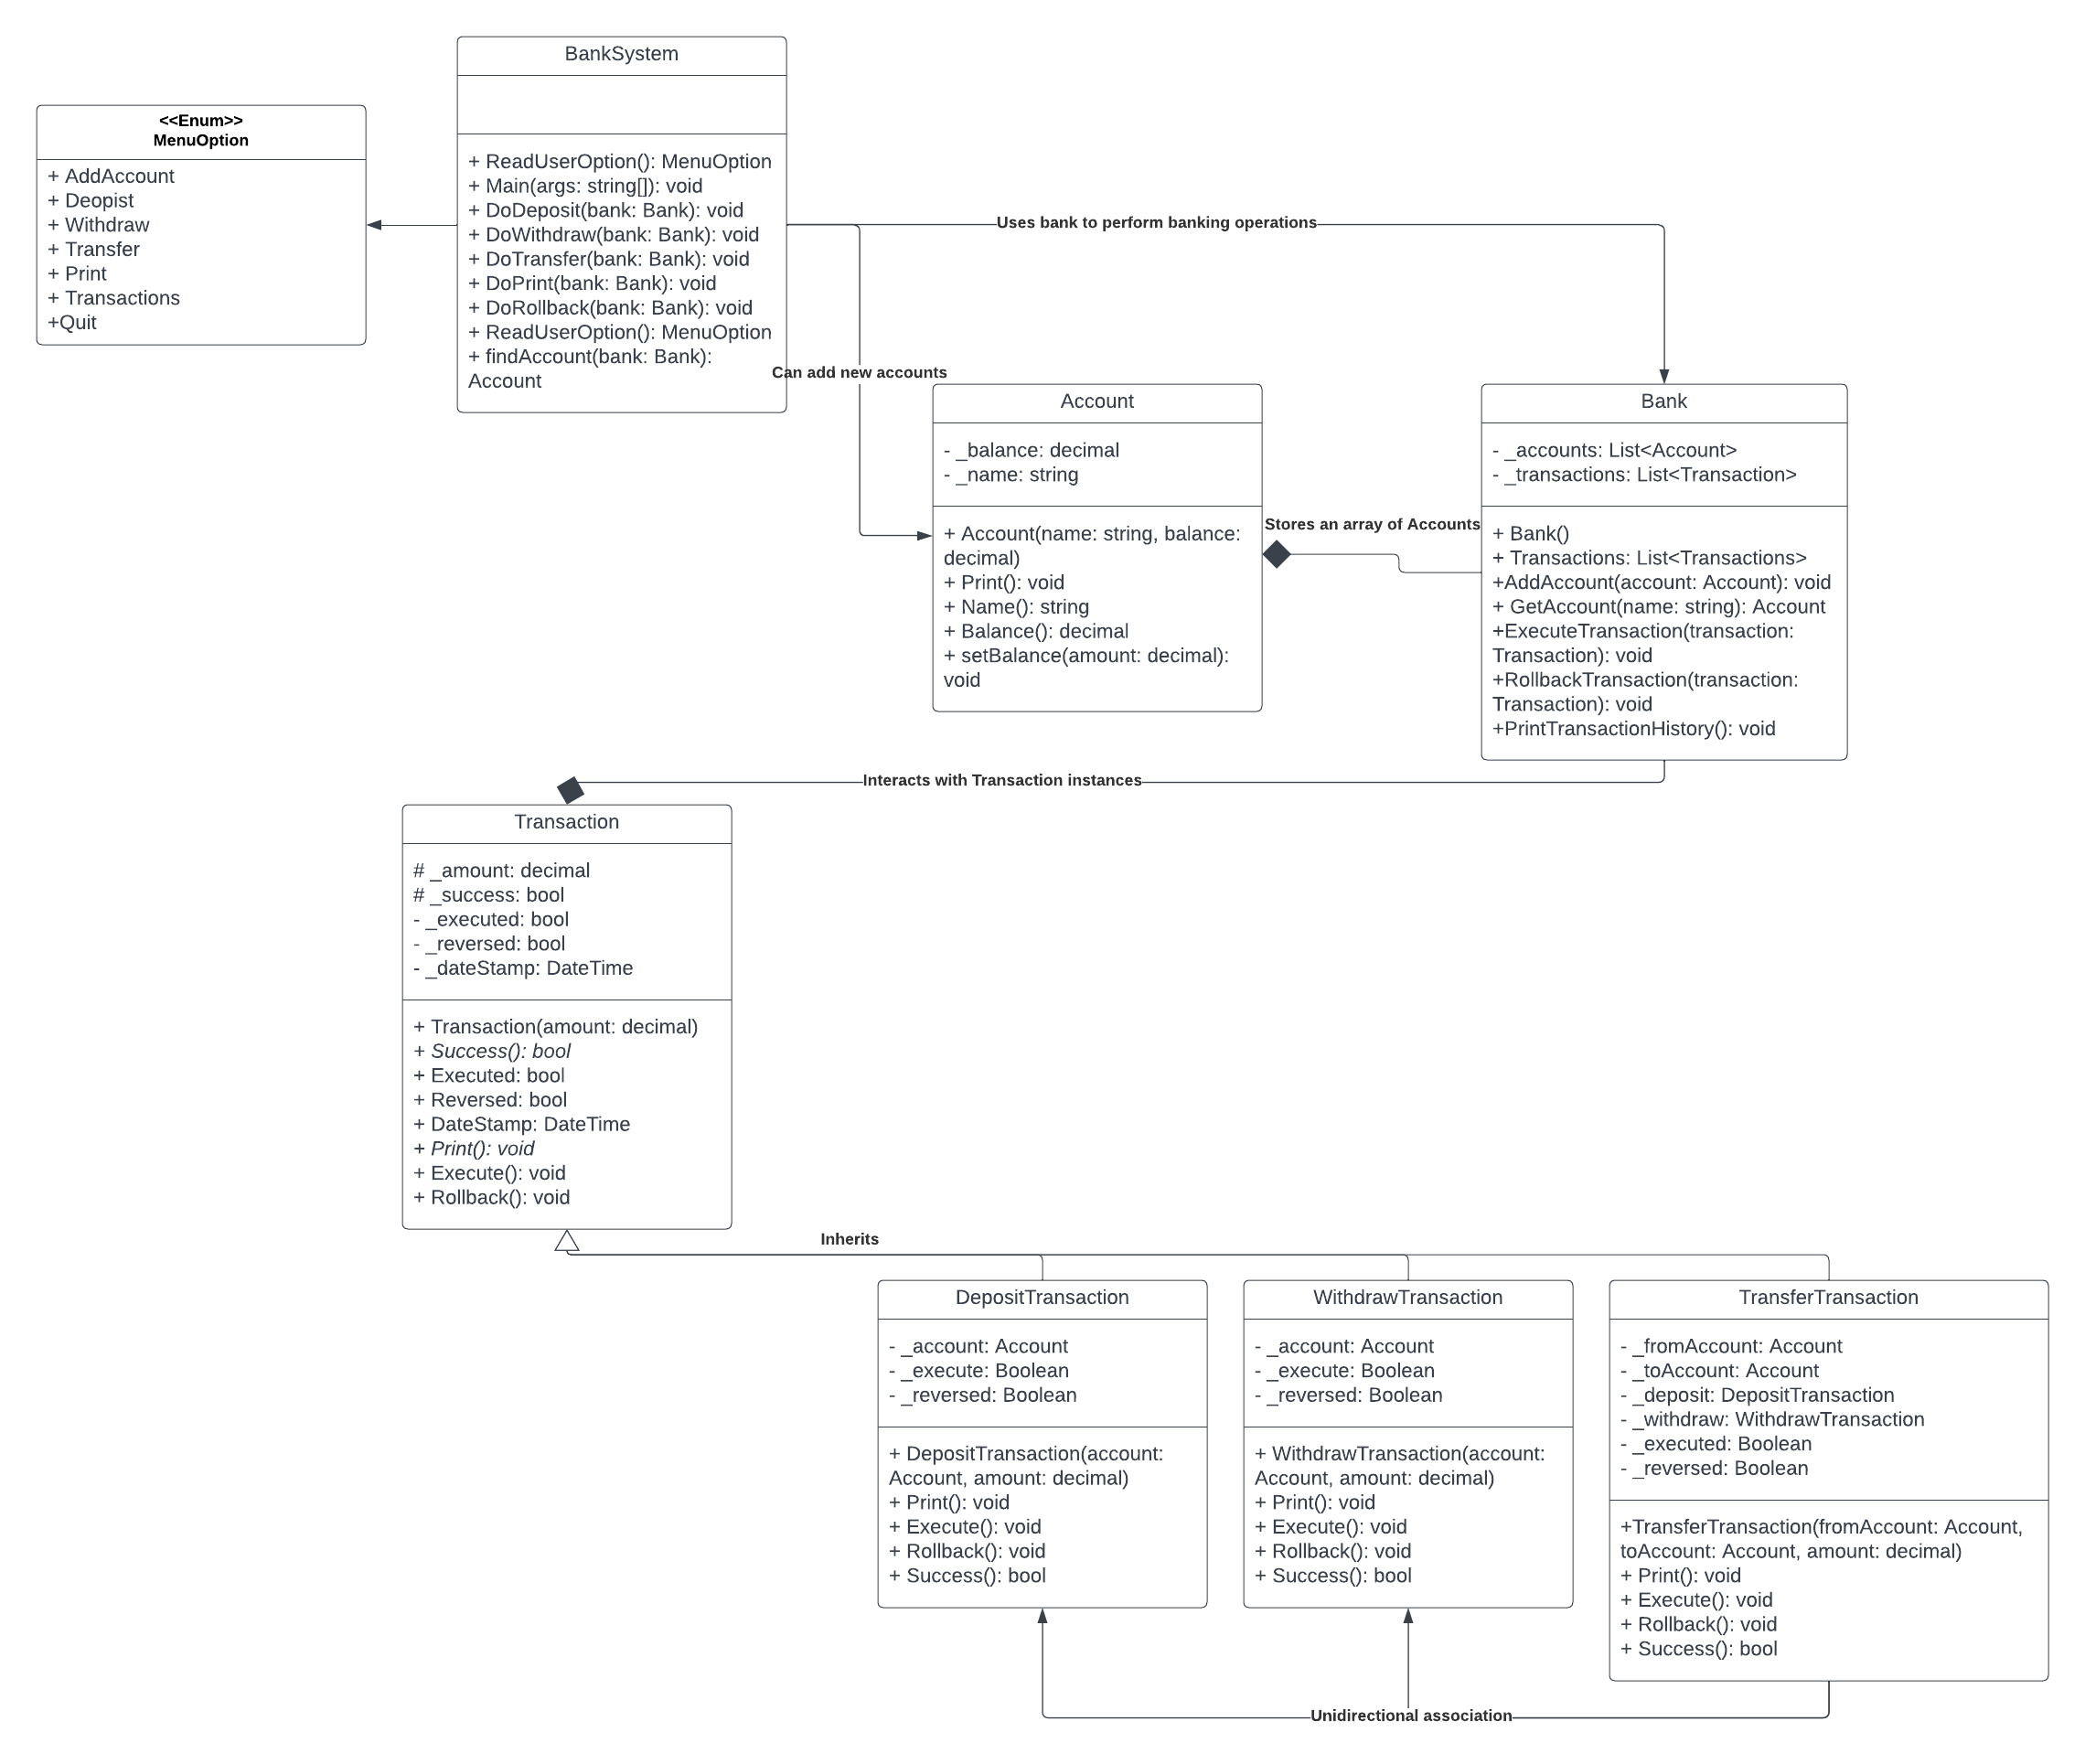 BankSystem
+ ReadUserOption(): MenuOption
+ Main(args: string[]): void
+ DoDeposit(bank: Bank): void
+ DoWithdraw(bank: Bank): void
+ DoTransfer(bank: Bank): void
+ DoPrint(bank: Bank): void
+ DoRollback(bank: Bank): void
+ ReadUserOption(): MenuOption
+ findAccount(bank: Bank):
Account
<<Enum>>
MenuOption
+ AddAccount
+ Deopist
+ Withdraw
+ Transfer
+ Print
+ Transactions
+Quit
Uses bank to perform banking operations
Can add new accounts
Account
- _balance: decimal
- _name: string
+ Account(name: string, balance:
decimal)
+ Print(): void
+ Name(): string
+ Balance(): decimal
+ setBalance(amount: decimal):
void
Stores an array of Accounts
Bank
- _accounts: List<Account>
- _transactions: List<Transaction>
+ Bank()
+ Transactions: List<Transactions>
+AddAccount(account: Account): void
+ GetAccount(name: string): Account
+ExecuteTransaction(transaction:
Transaction): void
+RollbackTransaction(transaction:
Transaction): void
+PrintTransactionHistory(): void
Interacts with Transaction instances
Transaction
# _amount: decimal
# _success: bool
- _executed: bool
- _reversed: bool
- _dateStamp: DateTime
+ Transaction(amount: decimal)
+ Success(): bool
+ Executed: bool
+ Reversed: bool
+ DateStamp: DateTime
+ Print(): void
+ Execute(): void
+ Rollback(): void
Inherits
DepositTransaction
- _account: Account
- _execute: Boolean
- _reversed: Boolean
+ DepositTransaction(account:
Account, amount: decimal)
+ Print(): void
+ Execute(): void
+ Rollback(): void
+ Success(): bool
WithdrawTransaction
- _account: Account
- _execute: Boolean
- _reversed: Boolean
+ WithdrawTransaction(account:
Account, amount: decimal)
+ Print(): void
+ Execute(): void
+ Rollback(): void
+ Success(): bool
TransferTransaction
- _fromAccount: Account
- _toAccount: Account
- _deposit: DepositTransaction
- _withdraw: WithdrawTransaction
- _executed: Boolean
- _reversed: Boolean
+TransferTransaction(fromAccount: Account,
toAccount: Account, amount: decimal)
+ Print(): void
+ Execute(): void
+ Rollback(): void
+ Success(): bool
Unidirectional association